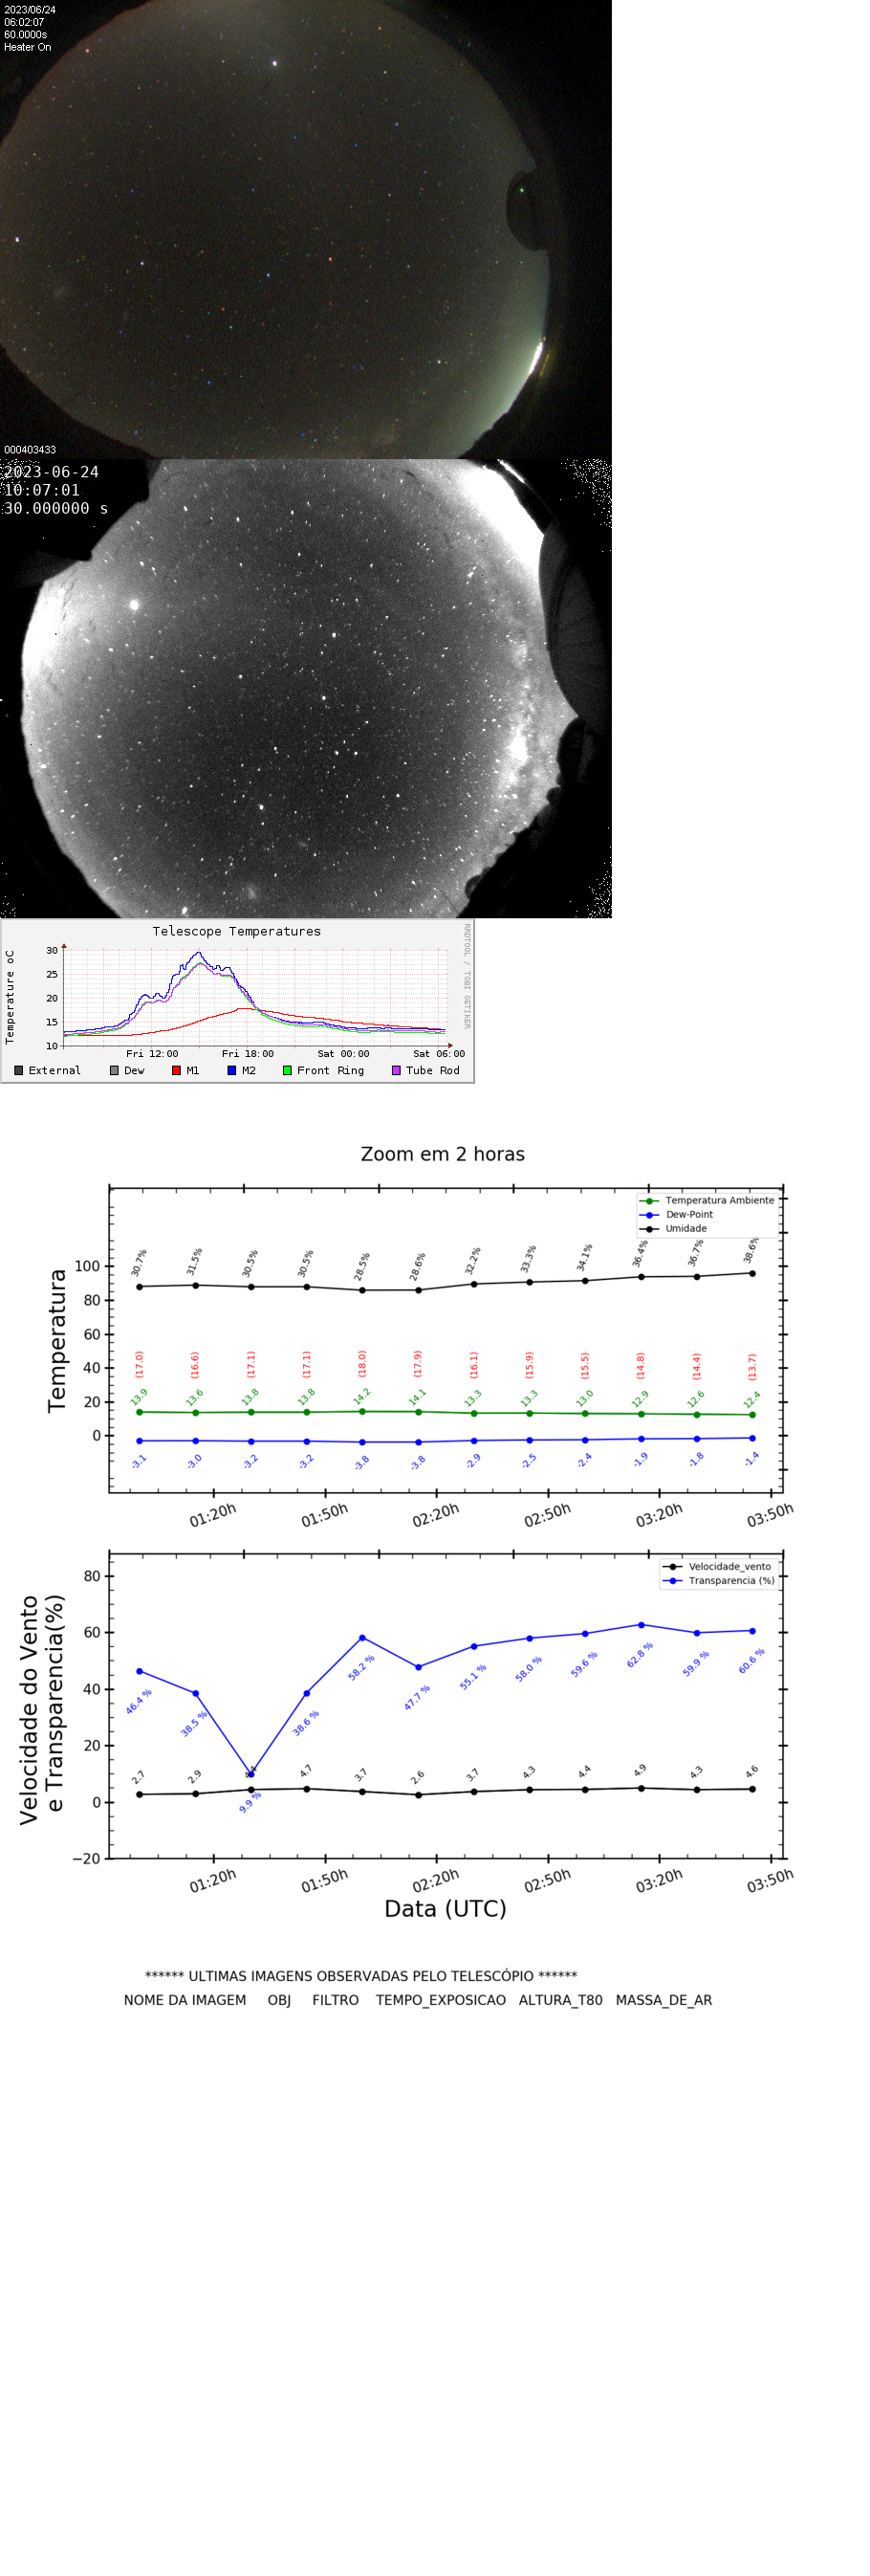 2023/06/24
06:02:07
60.0000s
Heater On
000403433
2023-06-24
10:07:01
30.000000 s
Telescope Temperatures
RRDTOOL / TOBI OETIKER
Temperature oC
30
25
20
15
10
Fri 12:00 Fri 18:00 Sat 00:00 Sat 06:00
External Dew M1 M2 Front Ring Tube Rod
Zoom em 2 horas
Temperatura Ambiente
Dew-Point
Umidade
Temperatura
100
80
60
40
20
0
30.7% 31.5% 30.5% 30.5% 28.5% 28.6% 32.2% 33.3% 34.1% 36.4% 36.7% 38.6%
(17.0) (16.6) (17.1) (17.1) (18.0) (17.9) (16.1) (15.9) (15.5) (14.8) (14.4) (13.7)
13.9 13.6 13.8 13.8 14.2 14.1 13.3 13.3 13.0 12.9 12.6 12.4
-3.1 -3.0 -3.2 -3.2 -3.8 -3.8 -2.9 -2.5 -2.4 -1.9 -1.8 -1.4
01:20h 01:50h 02:20h 02:50h 03:20h 03:50h
Velocidade_vento
Transparencia (%)
Velocidade do Vento
e Transparencia(%)
80
60
40
20
0
−20
46.4 % 38.5 % 9.9 % 38.6 % 58.2 % 47.7 % 55.1 % 58.0 % 59.6 % 62.8 % 59.9 % 60.6 %
2.7 2.9 4.7 3.7 2.6 3.7 4.3 4.4 4.9 4.3 4.6
01:20h 01:50h 02:20h 02:50h 03:20h 03:50h
Data (UTC)
****** ULTIMAS IMAGENS OBSERVADAS PELO TELESCÓPIO ******
NOME DA IMAGEM OBJ FILTRO TEMPO_EXPOSICAO ALTURA_T80 MASSA_DE_AR